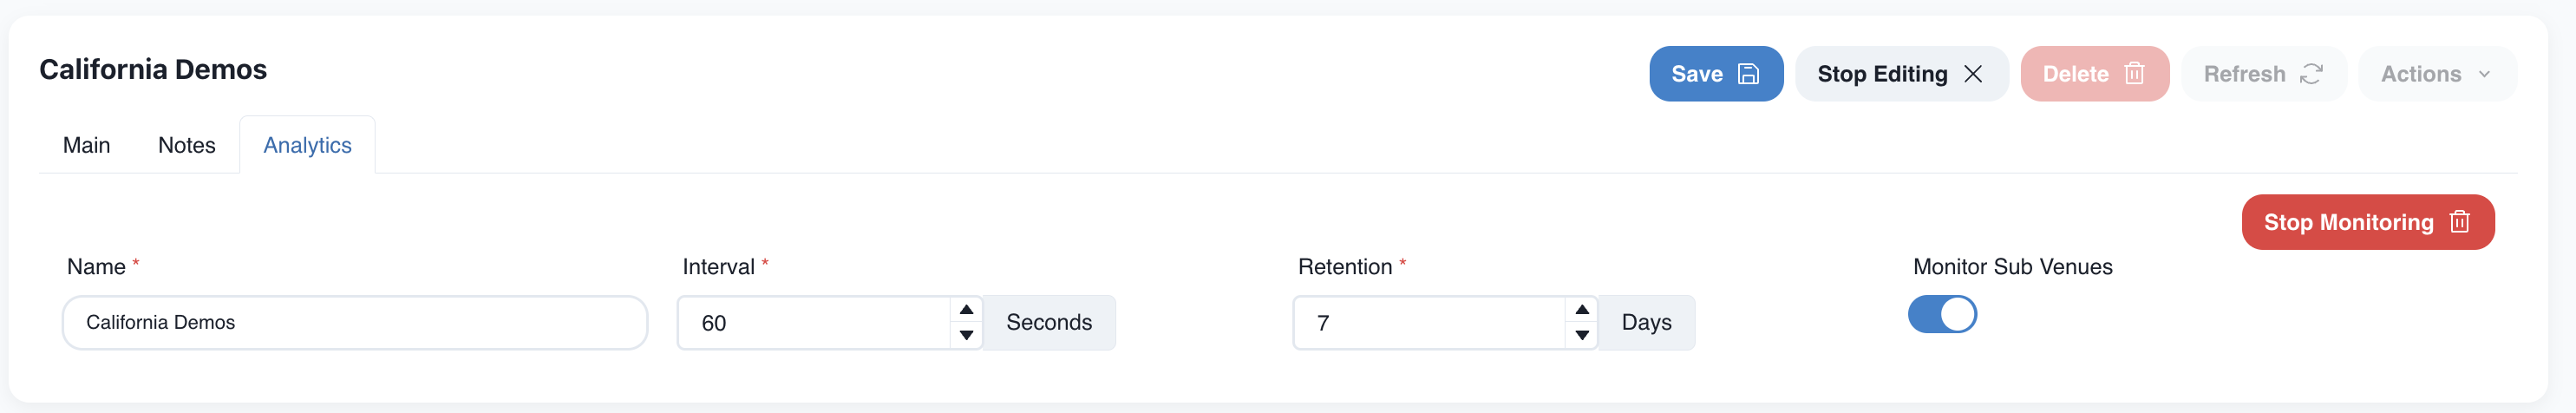 California Demos
Save
Stop Editing
Delete
Refresh
Actions
Main
Notes
Analytics
Stop Monitoring
Name *
Interval *
Retention *
Monitor Sub Venues
California Demos
60
Seconds
7
Days